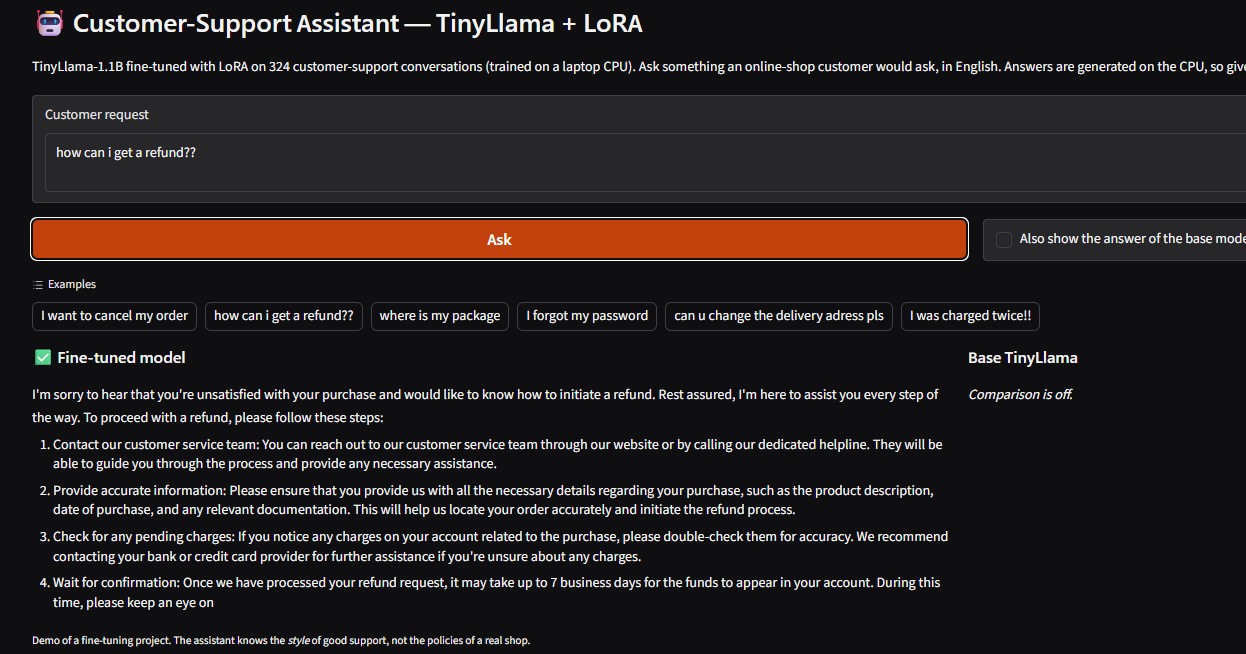 Customer-Support Assistant — TinyLlama + LoRA
TinyLlama-1.1B fine-tuned with LoRA on 324 customer-support conversations (trained on a laptop CPU). Ask something an online-shop customer would ask, in English. Answers are generated on the CPU, so give
Customer request
how can i get a refund??
Ask
Also show the answer of the base mode
Examples
I want to cancel my order
how can i get a refund??
where is my package
I forgot my password
can u change the delivery adress pls
I was charged twice!!
Fine-tuned model
I'm sorry to hear that you're unsatisfied with your purchase and would like to know how to initiate a refund. Rest assured, I'm here to assist you every step of
the way. To proceed with a refund, please follow these steps:
1. Contact our customer service team: You can reach out to our customer service team through our website or by calling our dedicated helpline. They will be
able to guide you through the process and provide any necessary assistance.
2. Provide accurate information: Please ensure that you provide us with all the necessary details regarding your purchase, such as the product description,
date of purchase, and any relevant documentation. This will help us locate your order accurately and initiate the refund process.
3. Check for any pending charges: If you notice any charges on your account related to the purchase, please double-check them for accuracy. We recommend
contacting your bank or credit card provider for further assistance if you're unsure about any charges.
4. Wait for confirmation: Once we have processed your refund request, it may take up to 7 business days for the funds to appear in your account. During this
time, please keep an eye on
Base TinyLlama
Comparison is off.
Demo of a fine-tuning project. The assistant knows the style of good support, not the policies of a real shop.